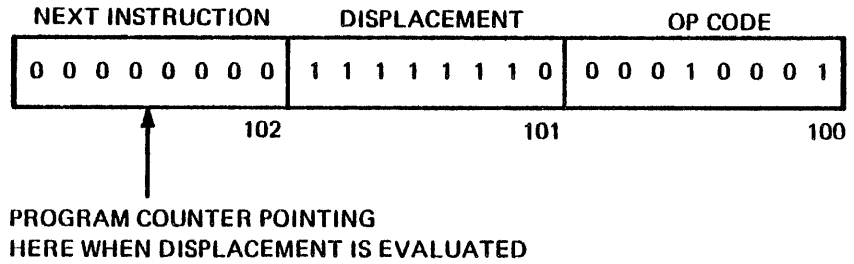 NEXT INSTRUCTION DISPLACEMENT OP CODE
0 0 0 0 0 0 0 0 1 1 1 1 1 1 1 0 0 0 0 1 0 0 0 1
102 101 100
PROGRAM COUNTER POINTING
HERE WHEN DISPLACEMENT IS EVALUATED